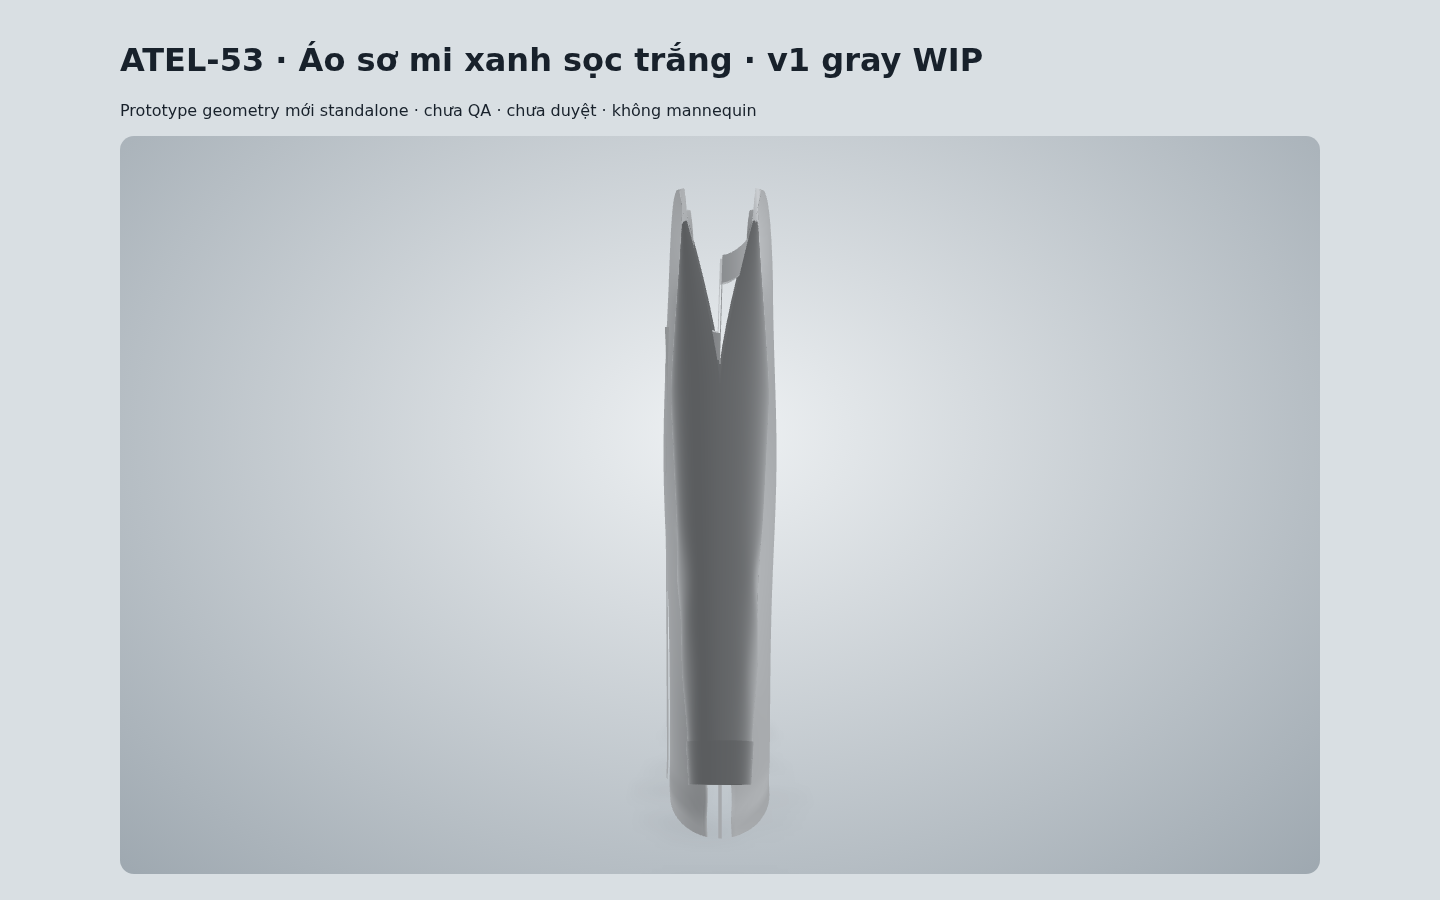 ATEL-53 · Áo sơ mi xanh sọc trắng · v1 gray WIP
Prototype geometry mới standalone · chưa QA · chưa duyệt · không mannequin